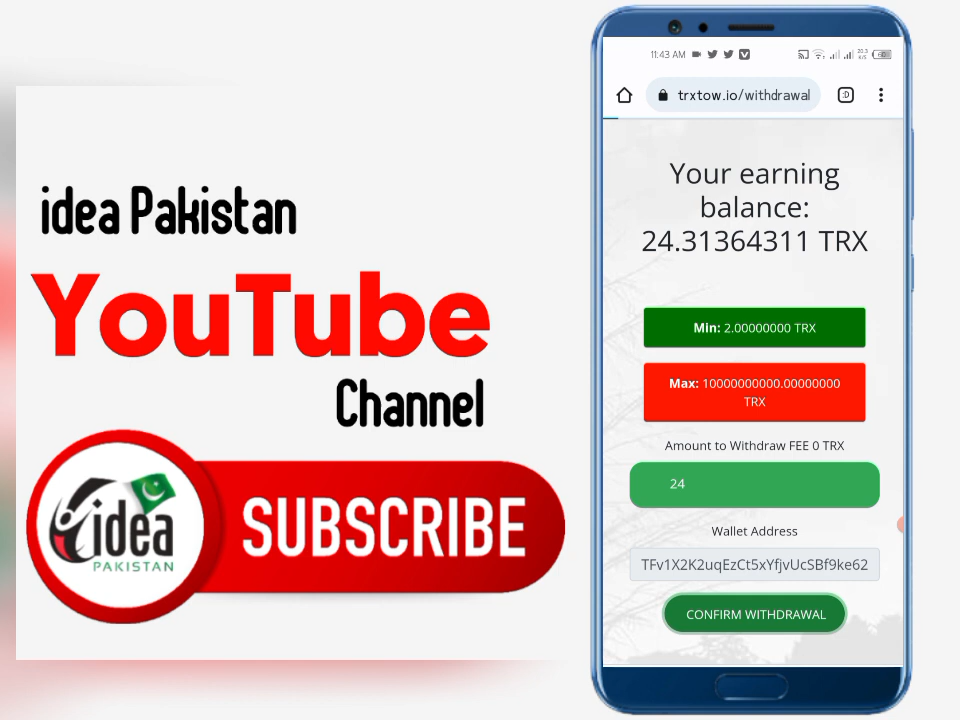 idea Pakistan
YouTube
Channel
idea
PAKISTAN
SUBSCRIBE
11:43 AM
20.3
K/S
trxtow.io/withdrawal
:D
Your earning
balance:
24.31364311 TRX
Min: 2.00000000 TRX
Max: 10000000000.00000000
TRX
Amount to Withdraw FEE 0 TRX
24
Wallet Address
TFv1X2K2uqEzCt5xYfjvUcSBf9ke62
CONFIRM WITHDRAWAL